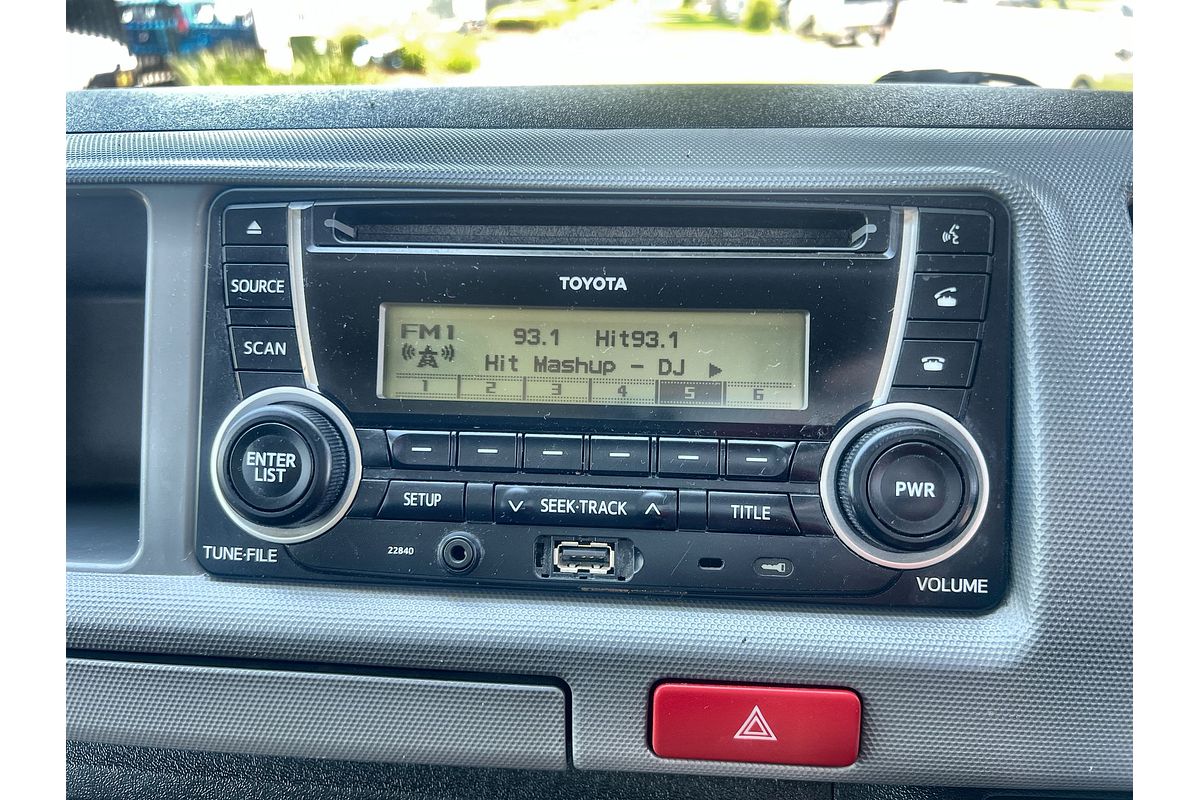 TOYOTA
SOURCE
SCAN
FM1 93.1 Hit93.1
Hit Mashup - DJ
1 2 3 4 5 6
ENTER
LIST
PWR
SETUP
SEEK·TRACK
TITLE
22840
TUNE·FILE
VOLUME